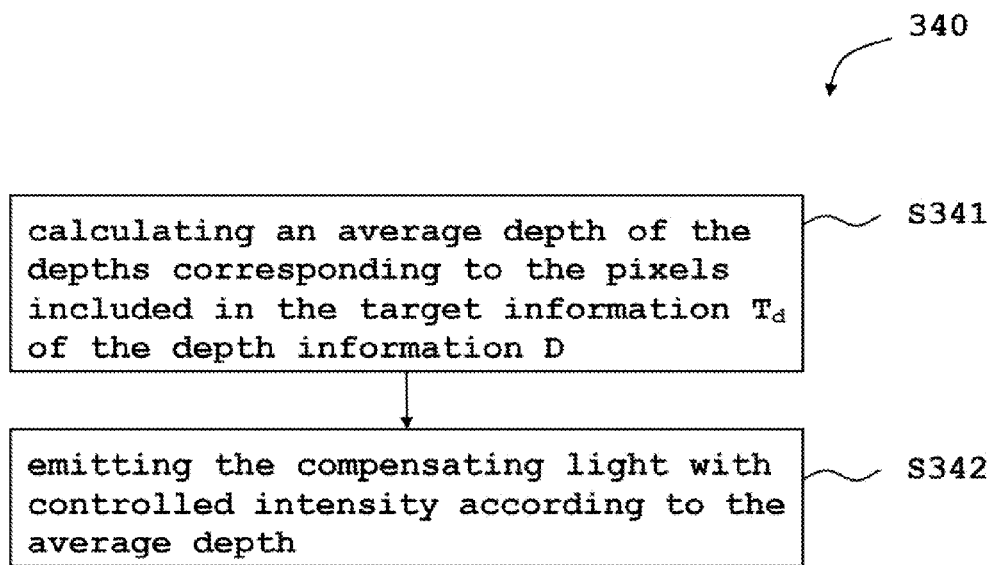 340
calculating an average depth of the
depths corresponding to the pixels
included in the target information Td
of the depth information D
S341
emitting the compensating light with
controlled intensity according to the
average depth
S342